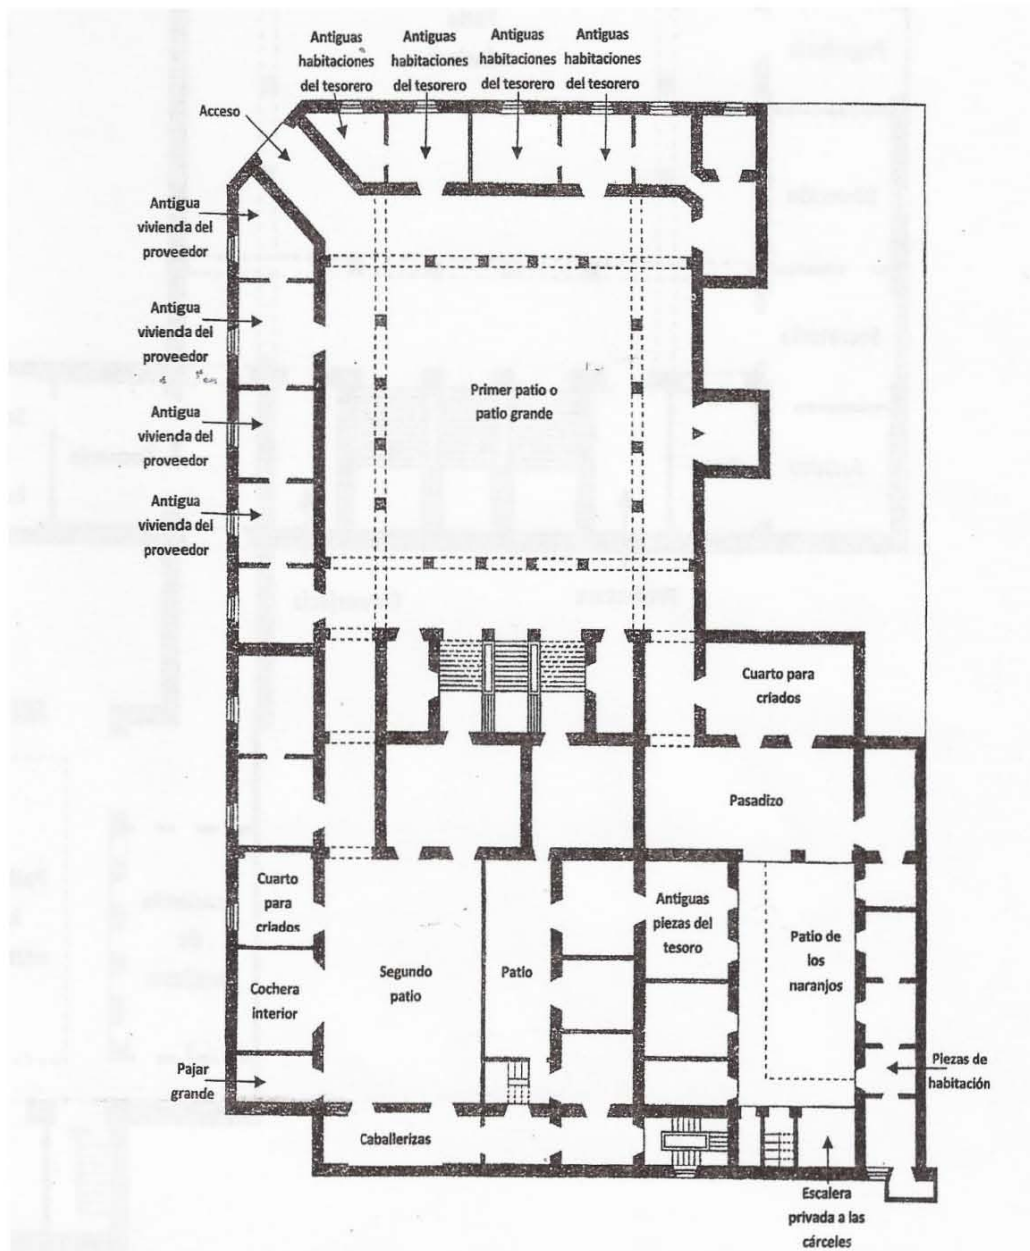 Antiguas
habitaciones
del tesorero
Antiguas
habitaciones
del tesorero
Antiguas
habitaciones
del tesorero
Antiguas
habitaciones
del tesorero
Acceso
Antigua
vivienda del
proveedor
Antigua
vivienda del
proveedor
Antigua
vivienda del
proveedor
Antigua
vivienda del
proveedor
Primer patio o
patio grande
Cuarto para
criados
Pasadizo
Cuarto
para
criados
Cochera
interior
Pajar
grande
Segundo
patio
Patio
Antiguas
piezas del
tesoro
Patio de
los
naranjos
Piezas de
habitación
Caballerizas
Escalera
privada a las
cárceles